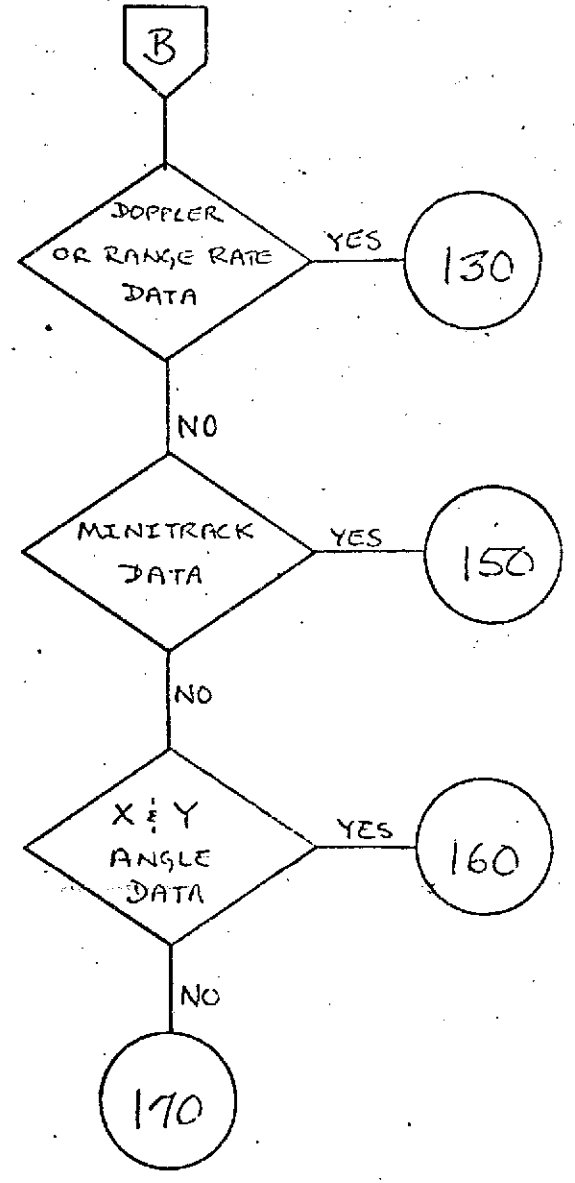 B
DOPPLER
OR RANGE RATE
DATA
YES
130
NO
MINITRACK
DATA
YES
150
NO
X & Y
ANGLE
DATA
YES
160
NO
170